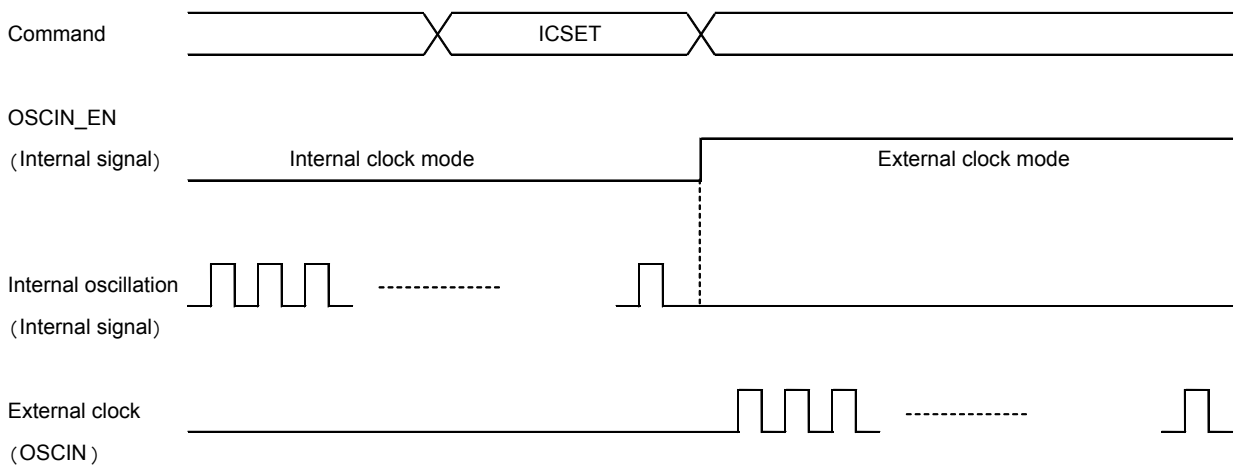 Command
ICSET
OSCIN_EN
(Internal signal)
Internal clock mode
External clock mode
Internal oscillation
(Internal signal)
External clock
(OSCIN)